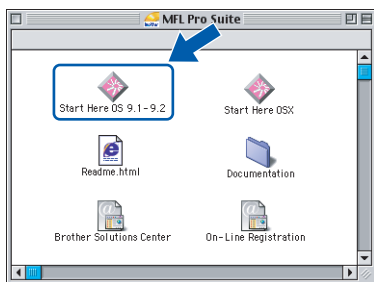 MFL Pro Suite
Start Here OS 9.1-9.2
Start Here OSX
Readme.html
Documentation
Brother Solutions Center
On-Line Registration